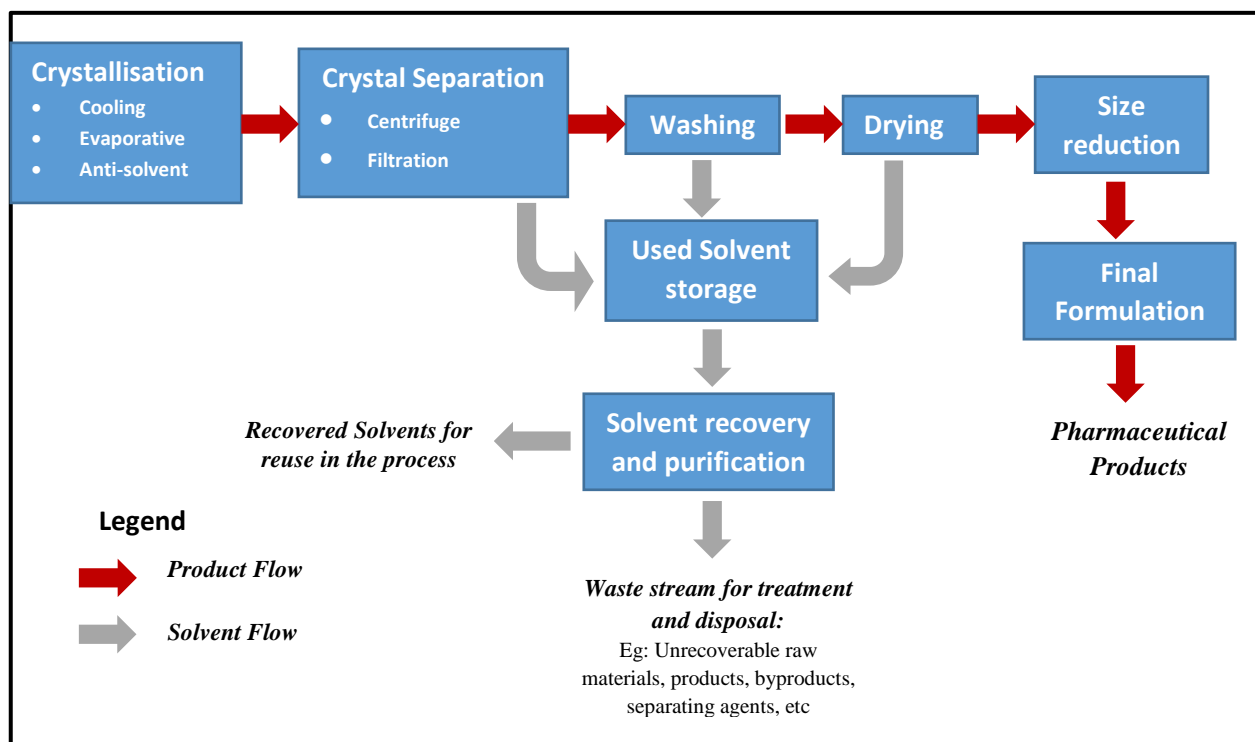 Crystallisation
• Cooling
• Evaporative
• Anti-solvent
Crystal Separation
• Centrifuge
• Filtration
Washing
Drying
Size
reduction
Used Solvent
storage
Final
Formulation
Solvent recovery
and purification
Recovered Solvents for
reuse in the process
Pharmaceutical
Products
Legend
Product Flow
Solvent Flow
Waste stream for treatment
and disposal:
Eg: Unrecoverable raw
materials, products, byproducts,
separating agents, etc